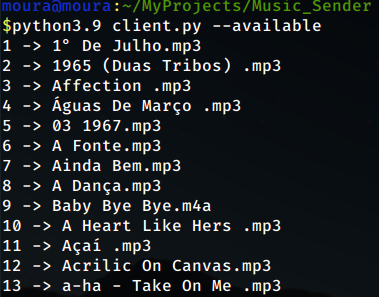 moura@moura:~/MyProjects/Music_Sender
$python3.9 client.py --available
1 -> 1° De Julho.mp3
2 -> 1965 (Duas Tribos) .mp3
3 -> Affection .mp3
4 -> Águas De Março .mp3
5 -> 03 1967.mp3
6 -> A Fonte.mp3
7 -> Ainda Bem.mp3
8 -> A Dança.mp3
9 -> Baby Bye Bye.m4a
10 -> A Heart Like Hers .mp3
11 -> Açaí .mp3
12 -> Acrilic On Canvas.mp3
13 -> a-ha - Take On Me .mp3